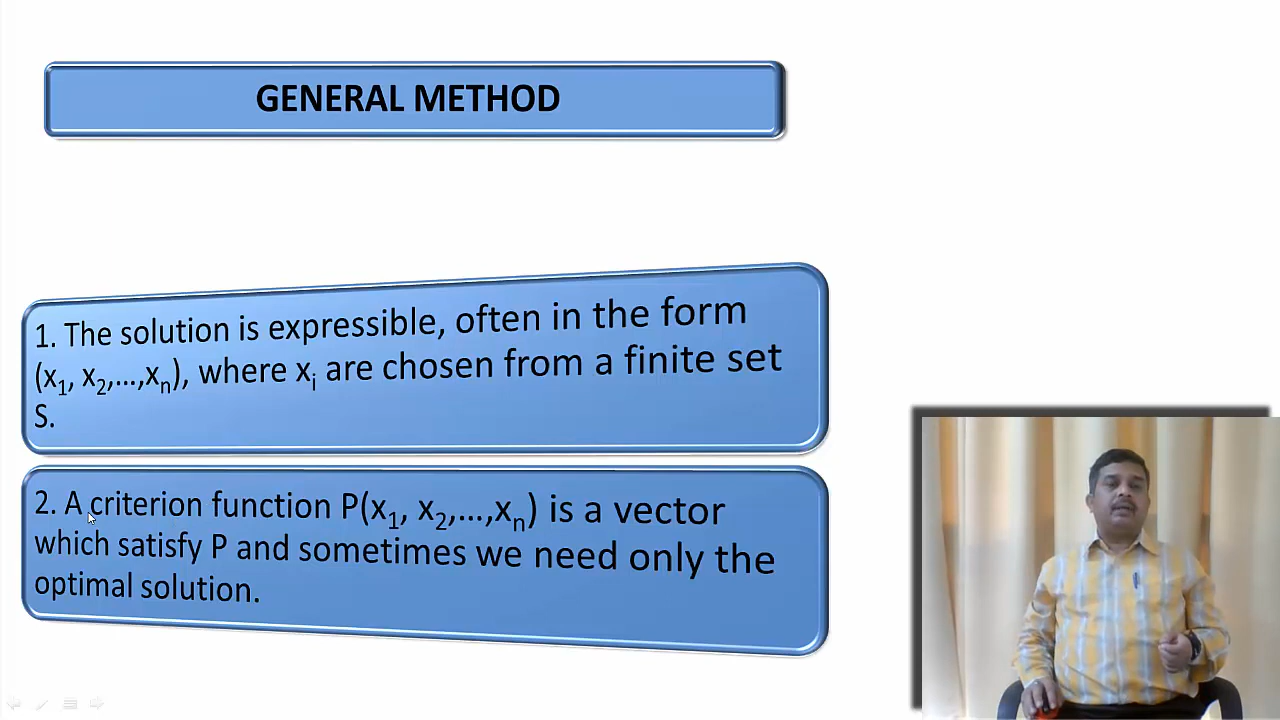 GENERAL METHOD
1. The solution is expressible, often in the form
(x₁, x₂,...,xₙ), where xᵢ are chosen from a finite set
S.
2. A criterion function P(x₁, x₂,...,xₙ) is a vector
which satisfy P and sometimes we need only the
optimal solution.